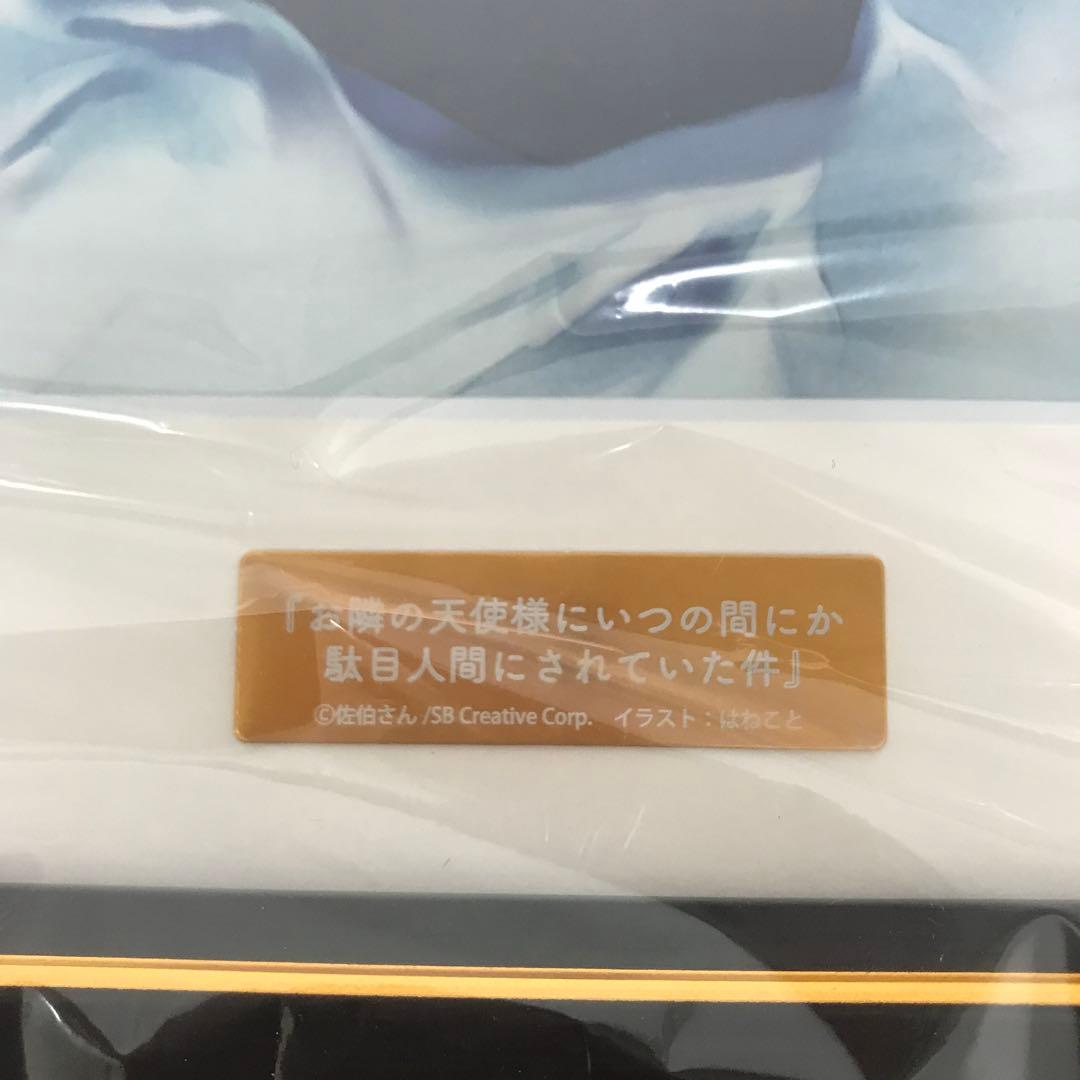 『お隣の天使様にいつの間にか
駄目人間にされていた件』
©佐伯さん/SB Creative Corp. イラスト:はねこと